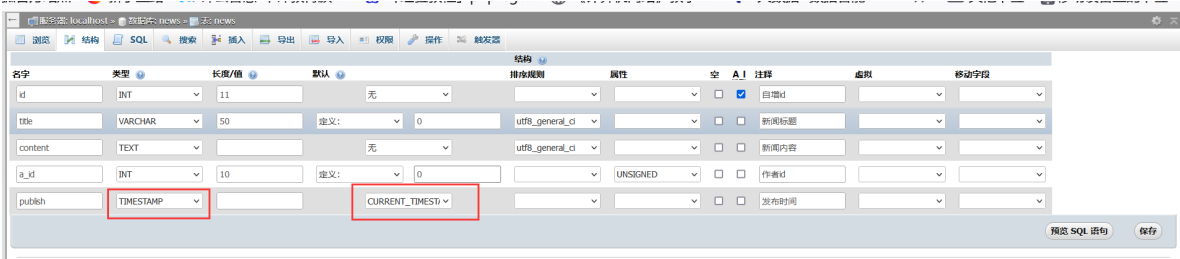 服务器: localhost » 数据库: news » 表: news
浏览 结构 SQL 搜索 插入 导出 导入 权限 操作 触发器
结构
名字 类型 长度/值 默认 排序规则 属性 空 A_I 注释 虚拟 移动字段
id INT 11 无 自增id
title VARCHAR 50 定义: 0 utf8_general_ci 新闻标题
content TEXT 无 utf8_general_ci 新闻内容
a_id INT 10 定义: 0 UNSIGNED 作者id
publish TIMESTAMP CURRENT_TIMESTA 发布时间
预览 SQL 语句 保存